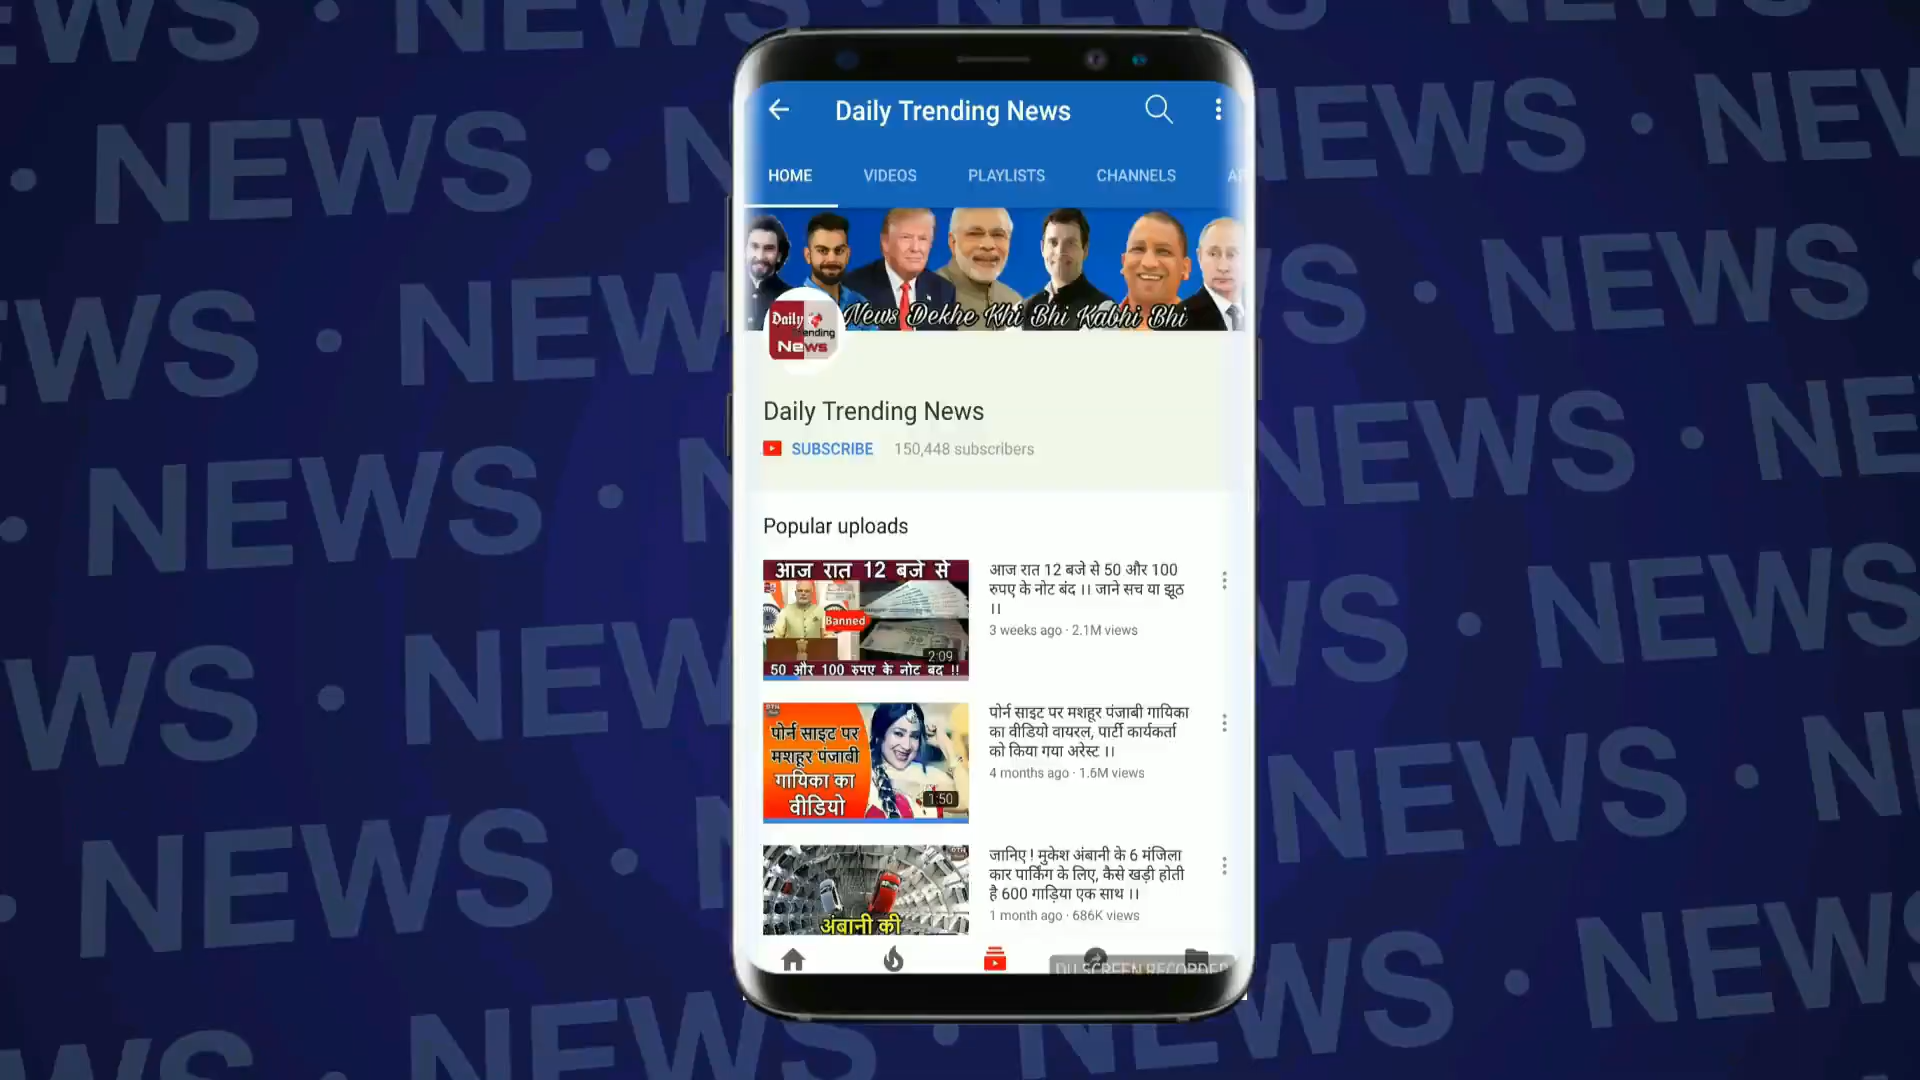 NEWS
Daily Trending News
HOME VIDEOS PLAYLISTS CHANNELS
News Dekhe Khi Bhi Kabhi Bhi
Daily
Trending
News
Daily Trending News
SUBSCRIBE 150,448 subscribers
Popular uploads
आज रात 12 बजे से
Banned
2:09
50 और 100 रुपए के नोट बंद !!
आज रात 12 बजे से 50 और 100
रुपए के नोट बंद ।। जाने सच या झूठ
।।
3 weeks ago · 2.1M views
पोर्न साइट पर
मशहूर पंजाबी
गायिका का
वीडियो
1:50
पोर्न साइट पर मशहूर पंजाबी गायिका
का वीडियो वायरल, पार्टी कार्यकर्ता
को किया गया अरेस्ट ।।
4 months ago · 1.6M views
अंबानी की
जानिए ! मुकेश अंबानी के 6 मंजिला
कार पार्किंग के लिए, कैसे खड़ी होती
है 600 गाड़िया एक साथ ।।
1 month ago · 686K views
DU SCREEN RECORDER